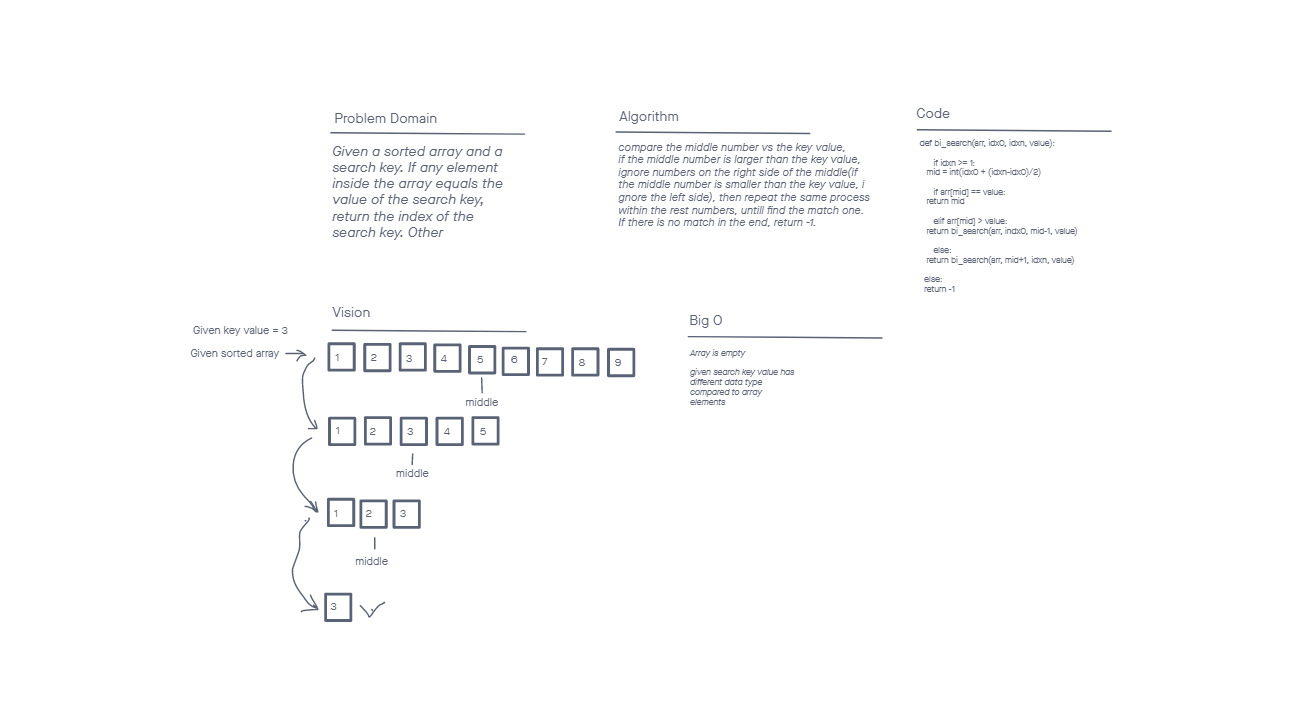 Problem Domain
Given a sorted array and a
search key. If any element
inside the array equals the
value of the search key,
return the index of the
search key. Other
Algorithm
compare the middle number vs the key value,
if the middle number is larger than the key value,
ignore numbers on the right side of the middle(if
the middle number is smaller than the key value, i
gnore the left side), then repeat the same process
within the rest numbers, untill find the match one.
If there is no match in the end, return -1.
Code
def bi_search(arr, idx0, idxn, value):
if idxn >= 1:
mid = int(idx0 + (idxn-idx0)/2)
if arr[mid] == value:
return mid
elif arr[mid] > value:
return bi_search(arr, indx0, mid-1, value)
else:
return bi_search(arr, mid+1, idxn, value)
else:
return -1
Vision
Given key value = 3
Given sorted array
1 2 3 4 5 6 7 8 9
middle
1 2 3 4 5
middle
1 2 3
middle
3
Big O
Array is empty
given search key value has
different data type
compared to array
elements